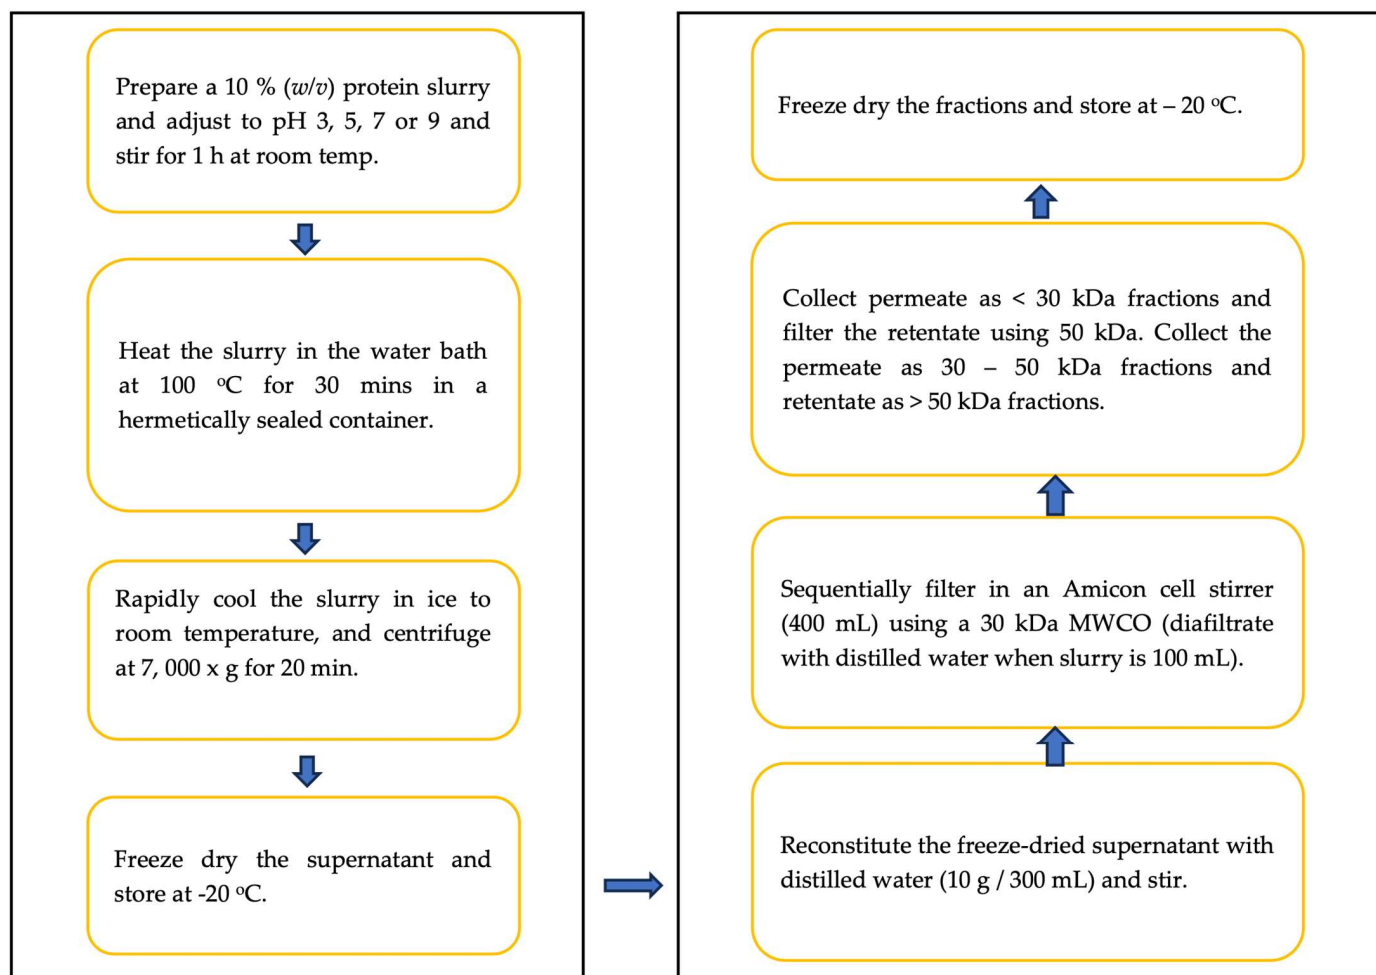 Prepare a 10 % (w/v) protein slurry
and adjust to pH 3, 5, 7 or 9 and
stir for 1 h at room temp.
Heat the slurry in the water bath
at 100 ºC for 30 mins in a
hermetically sealed container.
Rapidly cool the slurry in ice to
room temperature, and centrifuge
at 7, 000 x g for 20 min.
Freeze dry the supernatant and
store at -20 ºC.
Reconstitute the freeze-dried supernatant with
distilled water (10 g / 300 mL) and stir.
Sequentially filter in an Amicon cell stirrer
(400 mL) using a 30 kDa MWCO (diafiltrate
with distilled water when slurry is 100 mL).
Collect permeate as < 30 kDa fractions and
filter the retentate using 50 kDa. Collect the
permeate as 30 – 50 kDa fractions and
retentate as > 50 kDa fractions.
Freeze dry the fractions and store at – 20 ºC.